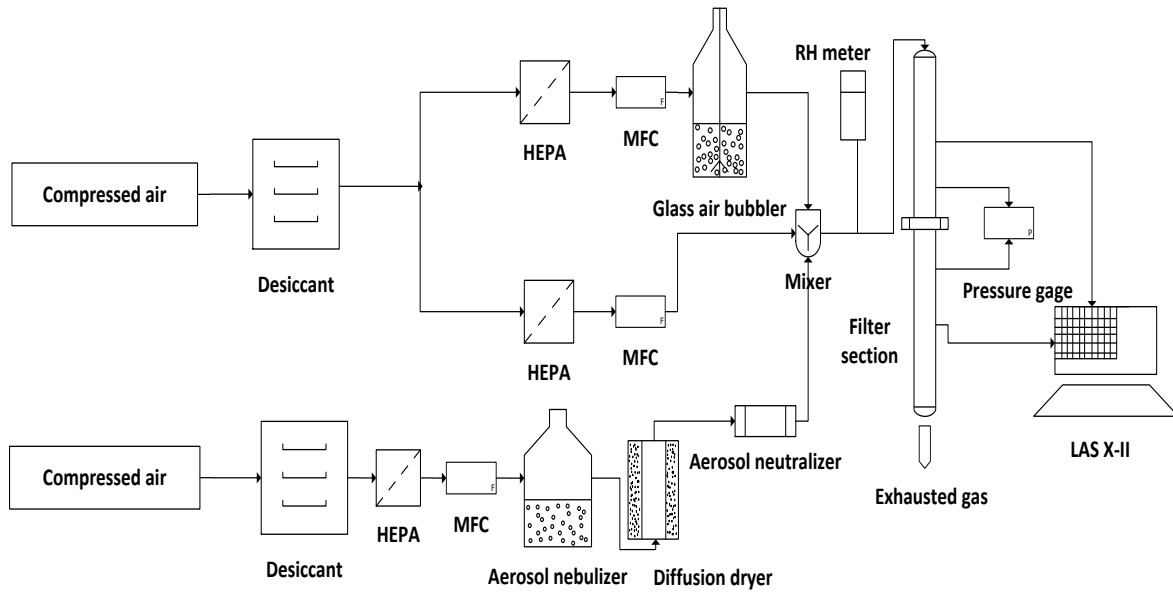 RH meter
HEPA
F
MFC
Compressed air
Glass air bubbler
Desiccant
Mixer
P
Pressure gage
F
HEPA
MFC
Filter
section
LAS X-II
Compressed air
Aerosol neutralizer
Exhausted gas
F
HEPA
MFC
Desiccant
Aerosol nebulizer
Diffusion dryer